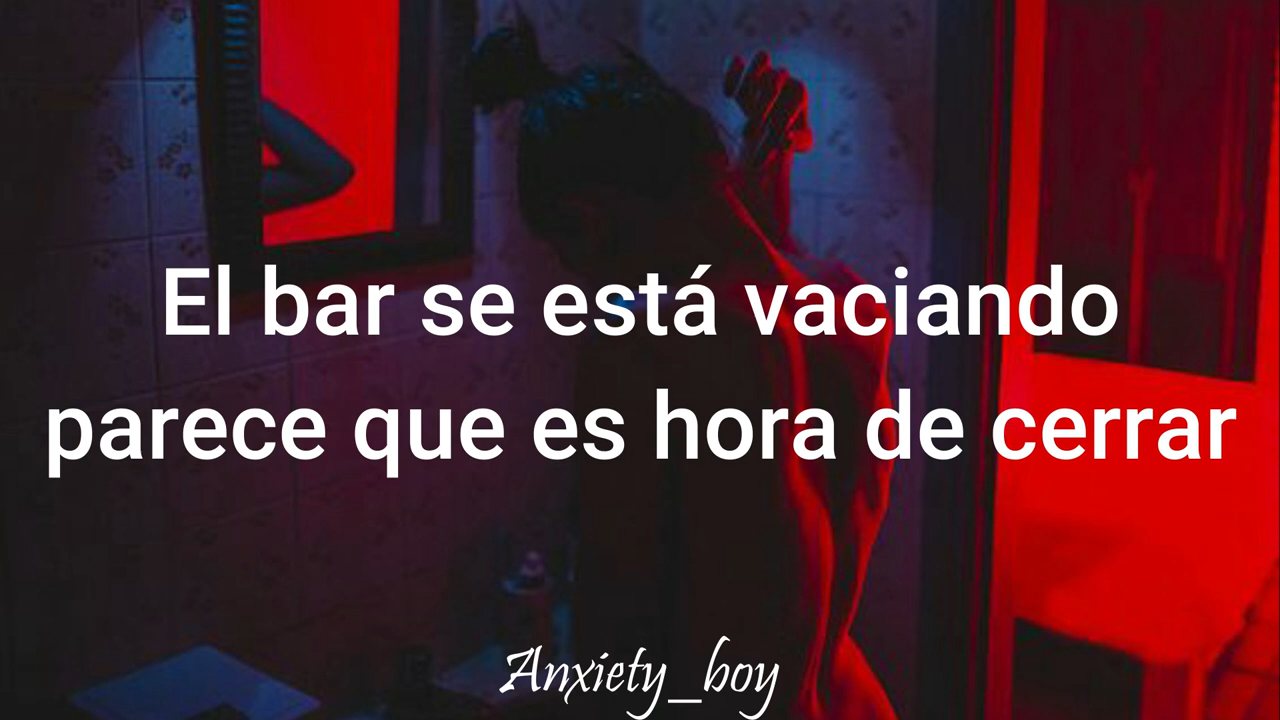 El bar se está vaciando
parece que es hora de cerrar
Anxiety_boy